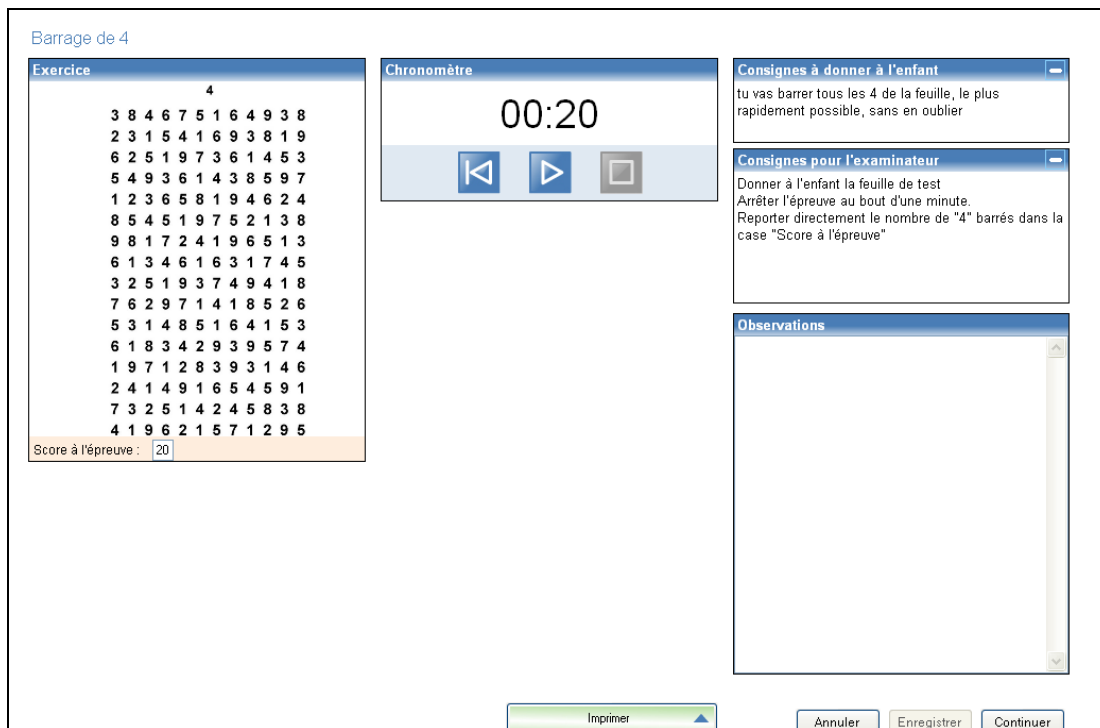 Barrage de 4
Exercice
4
3 8 4 6 7 5 1 6 4 9 3 8
2 3 1 5 4 1 6 9 3 8 1 9
6 2 5 1 9 7 3 6 1 4 5 3
5 4 9 3 6 1 4 3 8 5 9 7
1 2 3 6 5 8 1 9 4 6 2 4
8 5 4 5 1 9 7 5 2 1 3 8
9 8 1 7 2 4 1 9 6 5 1 3
6 1 3 4 6 1 6 3 1 7 4 5
3 2 5 1 9 3 7 4 9 4 1 8
7 6 2 9 7 1 4 1 8 5 2 6
5 3 1 4 8 5 1 6 4 1 5 3
6 1 8 3 4 2 9 3 9 5 7 4
1 9 7 1 2 8 3 9 3 1 4 6
2 4 1 4 9 1 6 5 4 5 9 1
7 3 2 5 1 4 2 4 5 8 3 8
4 1 9 6 2 1 5 7 1 2 9 5
Score à l'épreuve : 20
Chronomètre
00:20
Consignes à donner à l'enfant
tu vas barrer tous les 4 de la feuille, le plus
rapidement possible, sans en oublier
Consignes pour l'examinateur
Donner à l'enfant la feuille de test
Arrêter l'épreuve au bout d'une minute.
Reporter directement le nombre de "4" barrés dans la
case "Score à l'épreuve"
Observations
Imprimer
Annuler
Enregistrer
Continuer